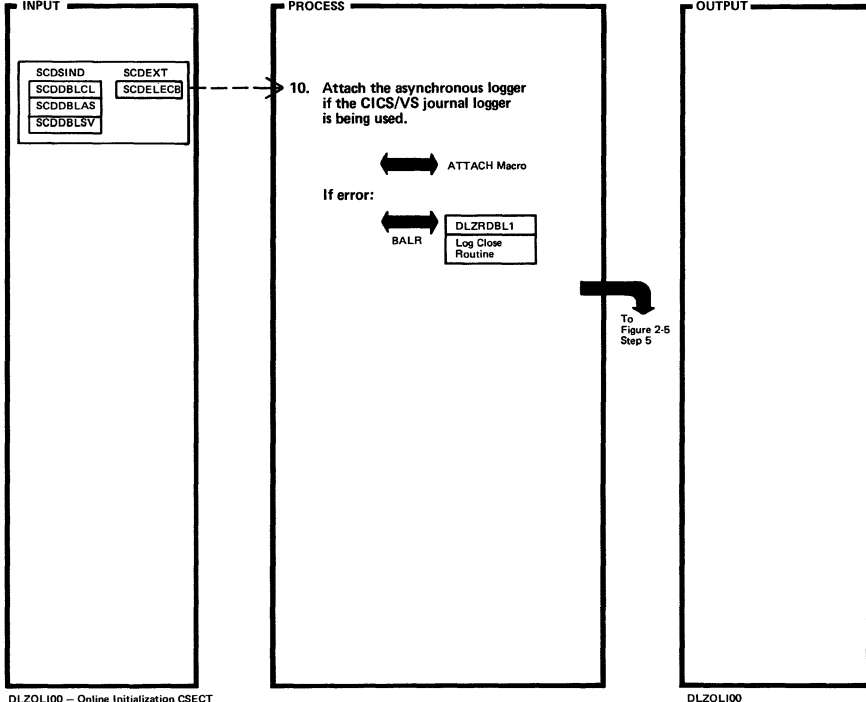 INPUT
PROCESS
OUTPUT
SCDSIND SCDEXT
SCDDBLCL SCDELECB
SCDDBLAS
SCDDBLSV
10. Attach the asynchronous logger
if the CICS/VS journal logger
is being used.
ATTACH Macro
If error:
BALR
DLZRDBL1
Log Close
Routine
To
Figure 2-5
Step 5
DLZOLI00 – Online Initialization CSECT
DLZOLI00